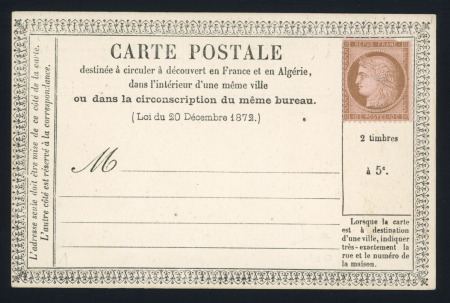 CARTE POSTALE
destinée à circuler à découvert en France et en Algérie,
dans l'intérieur d'une même ville
ou dans la circonscription du même bureau.
(Loi du 20 Décembre 1872.)
M
L'adresse seule doit être mise de ce côté de la carte.
L'autre côté est réservé à la correspondance.
REPUB. FRANC.
POSTES
2 timbres
à 5c.
Lorsque la carte
est à destination
d'une ville, indiquer
très-exactement la
rue et le numéro de
la maison.